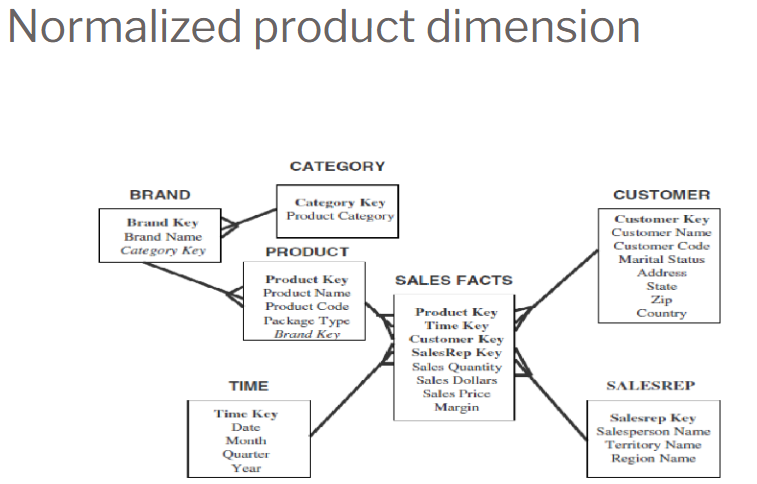 Normalized product dimension
CATEGORY
Category Key
Product Category
BRAND
Brand Key
Brand Name
Category Key
PRODUCT
Product Key
Product Name
Product Code
Package Type
Brand Key
SALES FACTS
Product Key
Time Key
Customer Key
SalesRep Key
Sales Quantity
Sales Dollars
Sales Price
Margin
CUSTOMER
Customer Key
Customer Name
Customer Code
Marital Status
Address
State
Zip
Country
TIME
Time Key
Date
Month
Quarter
Year
SALESREP
Salesrep Key
Salesperson Name
Territory Name
Region Name